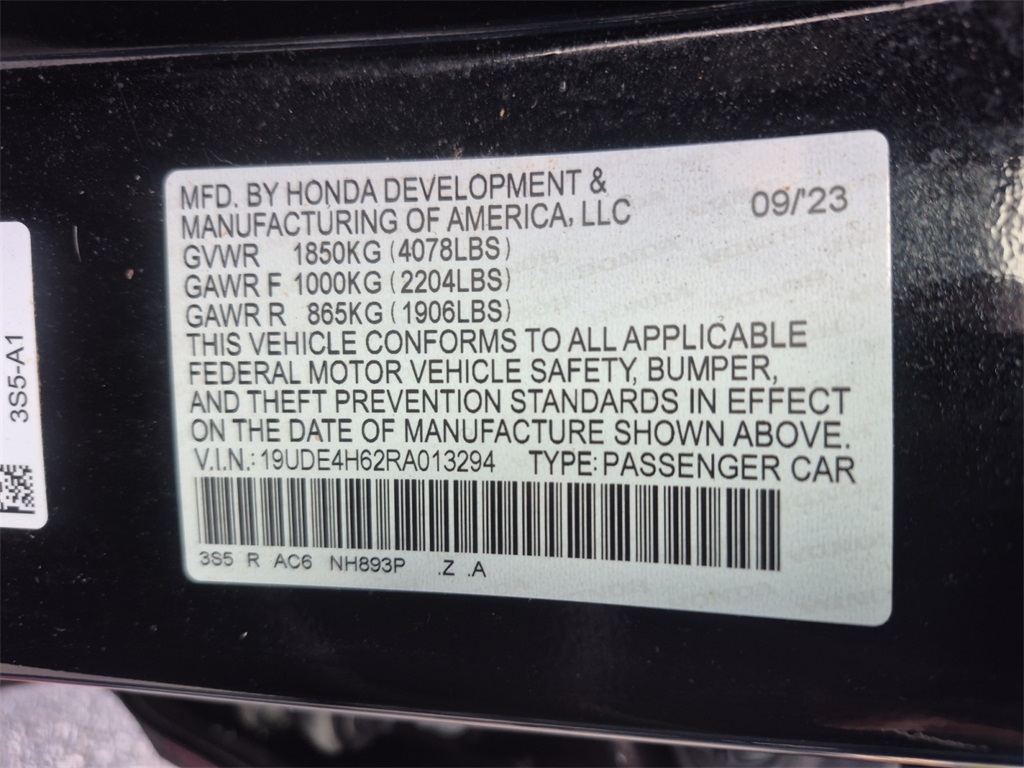 MFD. BY HONDA DEVELOPMENT &
MANUFACTURING OF AMERICA, LLC 09/'23
GVWR 1850KG (4078LBS)
GAWR F 1000KG (2204LBS)
GAWR R 865KG (1906LBS)
THIS VEHICLE CONFORMS TO ALL APPLICABLE
FEDERAL MOTOR VEHICLE SAFETY, BUMPER,
AND THEFT PREVENTION STANDARDS IN EFFECT
ON THE DATE OF MANUFACTURE SHOWN ABOVE.
V.I.N.: 19UDE4H62RA013294 TYPE: PASSENGER CAR
3S5 R AC6 NH893P .Z .A
3S5-A1